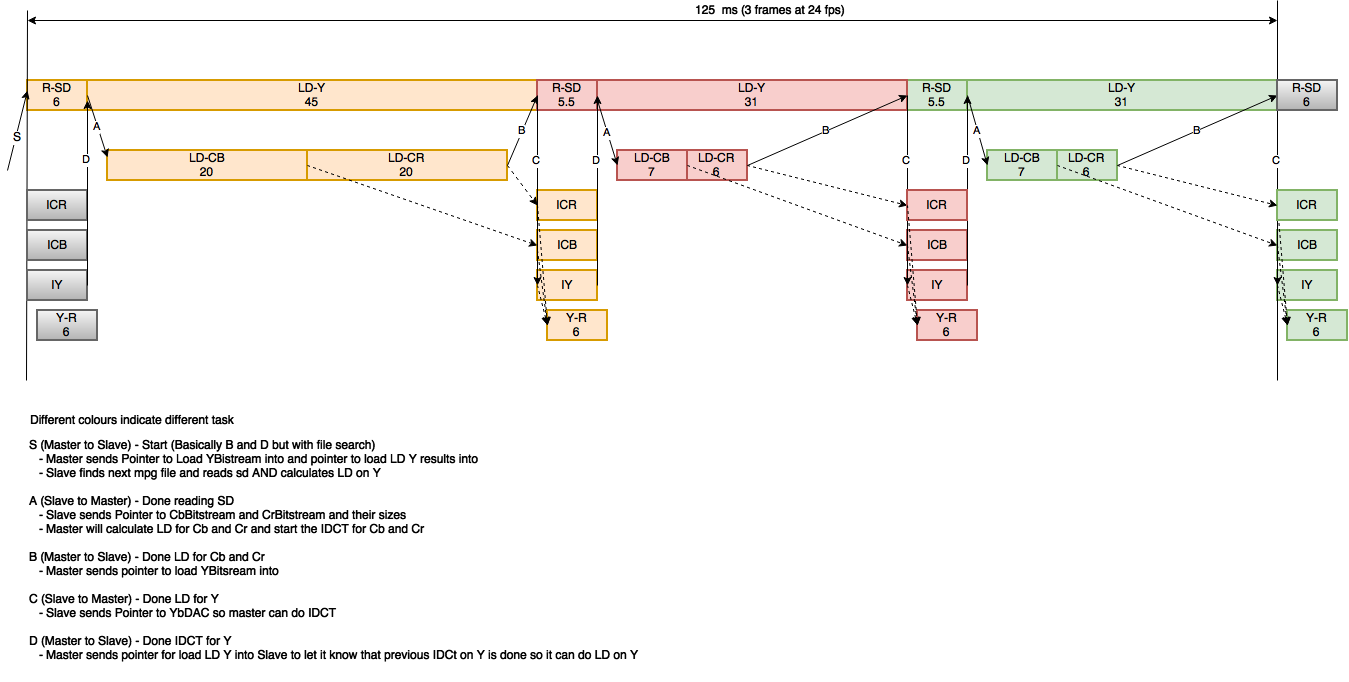 125 ms (3 frames at 24 fps)
R-SD
6
LD-Y
45
R-SD
5.5
LD-Y
31
R-SD
5.5
LD-Y
31
R-SD
6
S
A
D
B
C
A
D
B
C
A
D
B
C
LD-CB
20
LD-CR
20
LD-CB
7
LD-CR
6
LD-CB
7
LD-CR
6
ICR
ICR
ICR
ICR
ICB
ICB
ICB
ICB
IY
IY
IY
IY
Y-R
6
Y-R
6
Y-R
6
Y-R
6
Different colours indicate different task
S (Master to Slave) - Start (Basically B and D but with file search)
- Master sends Pointer to Load YBistream into and pointer to load LD Y results into
- Slave finds next mpg file and reads sd AND calculates LD on Y
A (Slave to Master) - Done reading SD
- Slave sends Pointer to CbBitstream and CrBitstream and their sizes
- Master will calculate LD for Cb and Cr and start the IDCT for Cb and Cr
B (Master to Slave) - Done LD for Cb and Cr
- Master sends pointer to load YBitsream into
C (Slave to Master) - Done LD for Y
- Slave sends Pointer to YbDAC so master can do IDCT
D (Master to Slave) - Done IDCT for Y
- Master sends pointer for load LD Y into Slave to let it know that previous IDCt on Y is done so it can do LD on Y